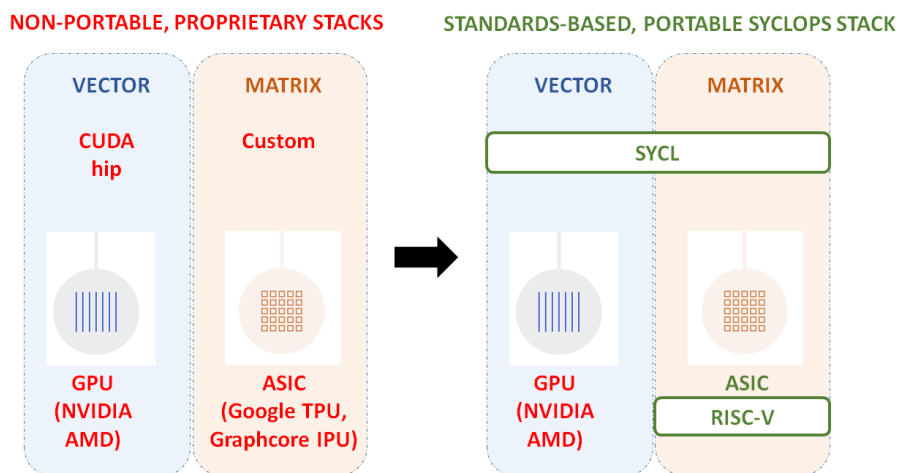 NON-PORTABLE, PROPRIETARY STACKS
VECTOR
MATRIX
CUDA
hip
Custom
GPU
(NVIDIA
AMD)
ASIC
(Google TPU,
Graphcore IPU)
STANDARDS-BASED, PORTABLE SYCLOPS STACK
VECTOR
MATRIX
SYCL
GPU
(NVIDIA
AMD)
ASIC
RISC-V